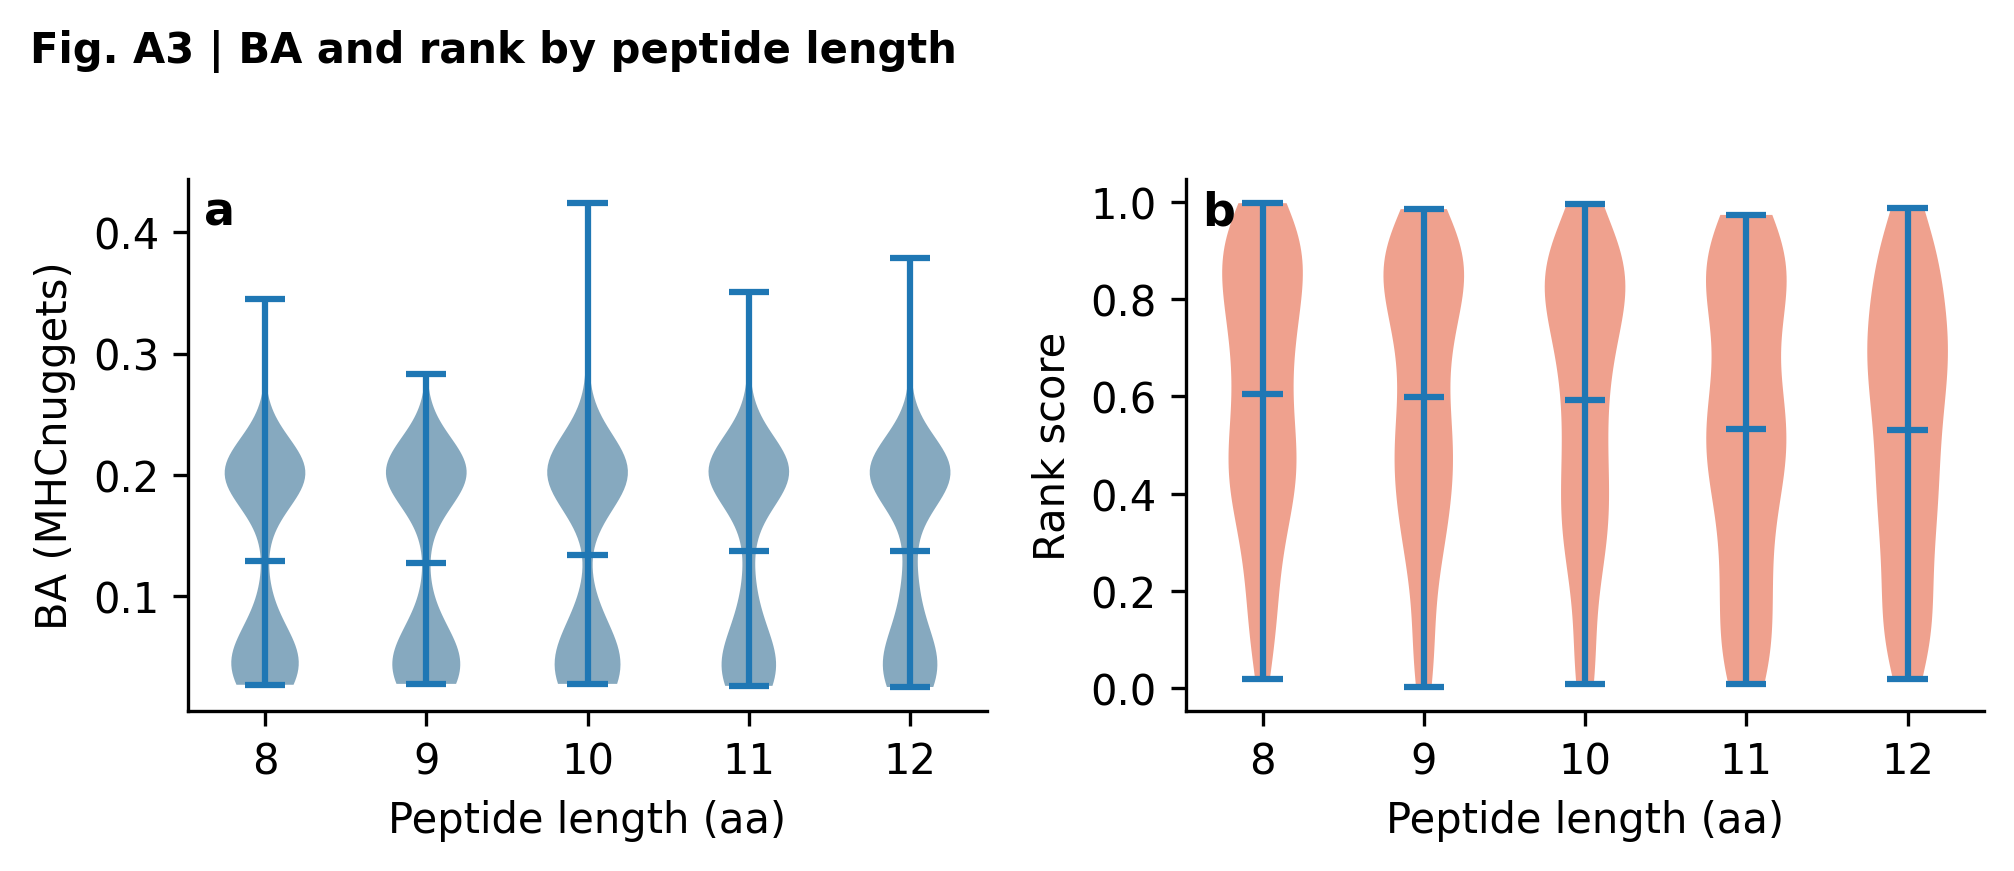 Fig. A3 | BA and rank by peptide length
a
BA (MHCnuggets)
0.4
0.3
0.2
0.1
8 9 10 11 12
Peptide length (aa)
b
Rank score
1.0
0.8
0.6
0.4
0.2
0.0
8 9 10 11 12
Peptide length (aa)